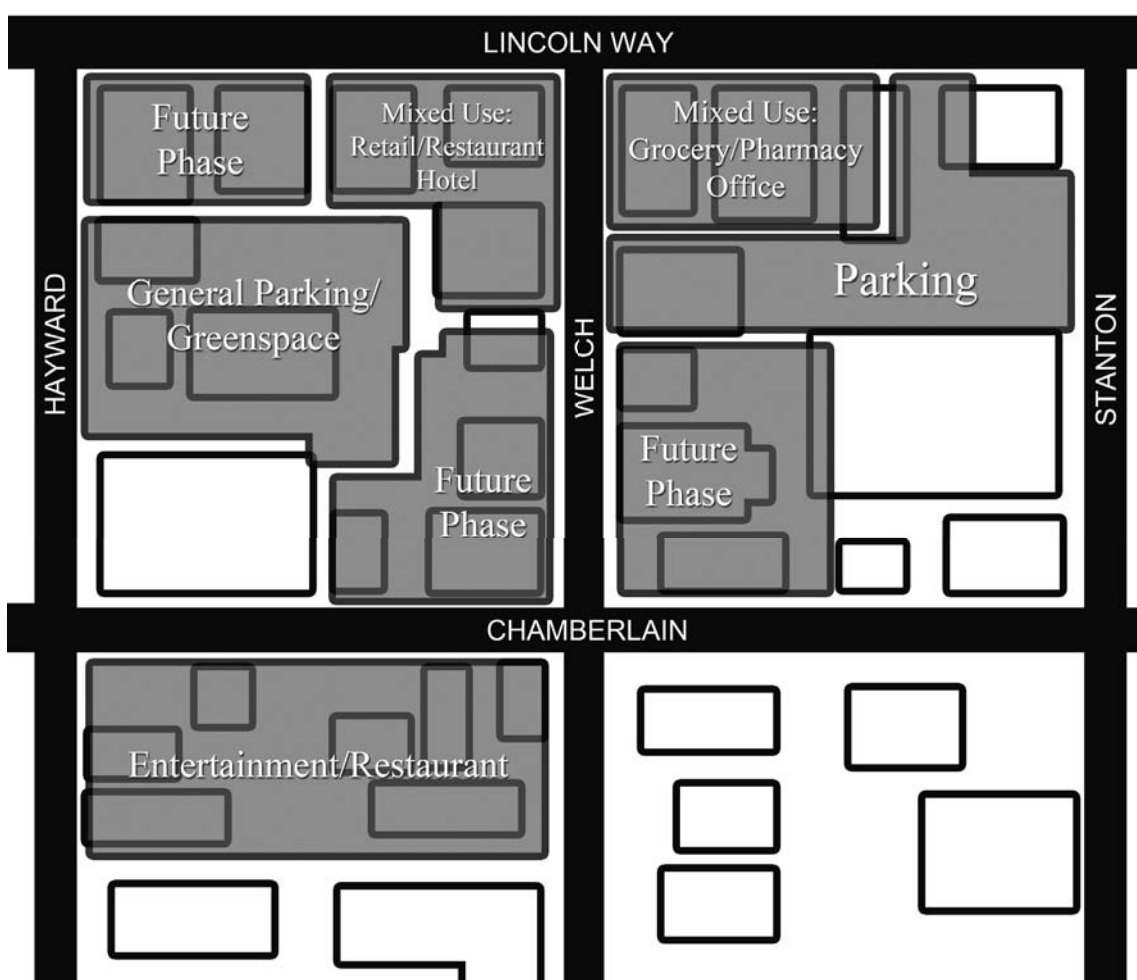 LINCOLN WAY
Future
Phase
Mixed Use:
Retail/Restaurant
Hotel
Mixed Use:
Grocery/Pharmacy
Office
HAYWARD
General Parking/
Greenspace
WELCH
Parking
STANTON
Future
Phase
Future
Phase
CHAMBERLAIN
Entertainment/Restaurant